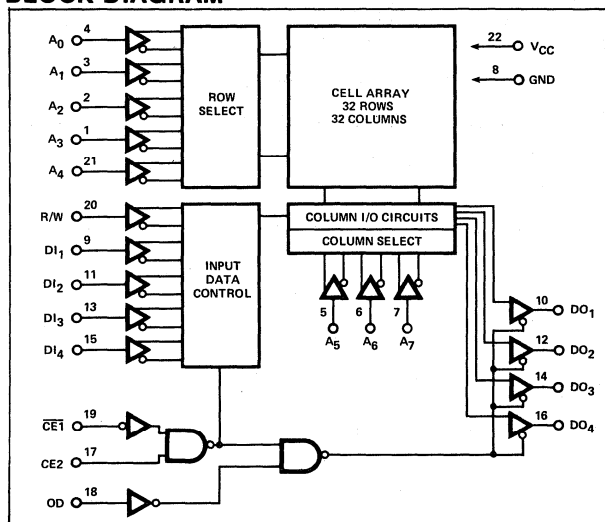 BLOCK DIAGRAM
A0 4
A1 3
A2 2
A3 1
A4 21
ROW
SELECT
CELL ARRAY
32 ROWS
32 COLUMNS
22 VCC
8 GND
R/W 20
DI1 9
DI2 11
DI3 13
DI4 15
INPUT
DATA
CONTROL
COLUMN I/O CIRCUITS
COLUMN SELECT
5 6 7
A5 A6 A7
10 DO1
12 DO2
14 DO3
16 DO4
CE1 19
CE2 17
OD 18